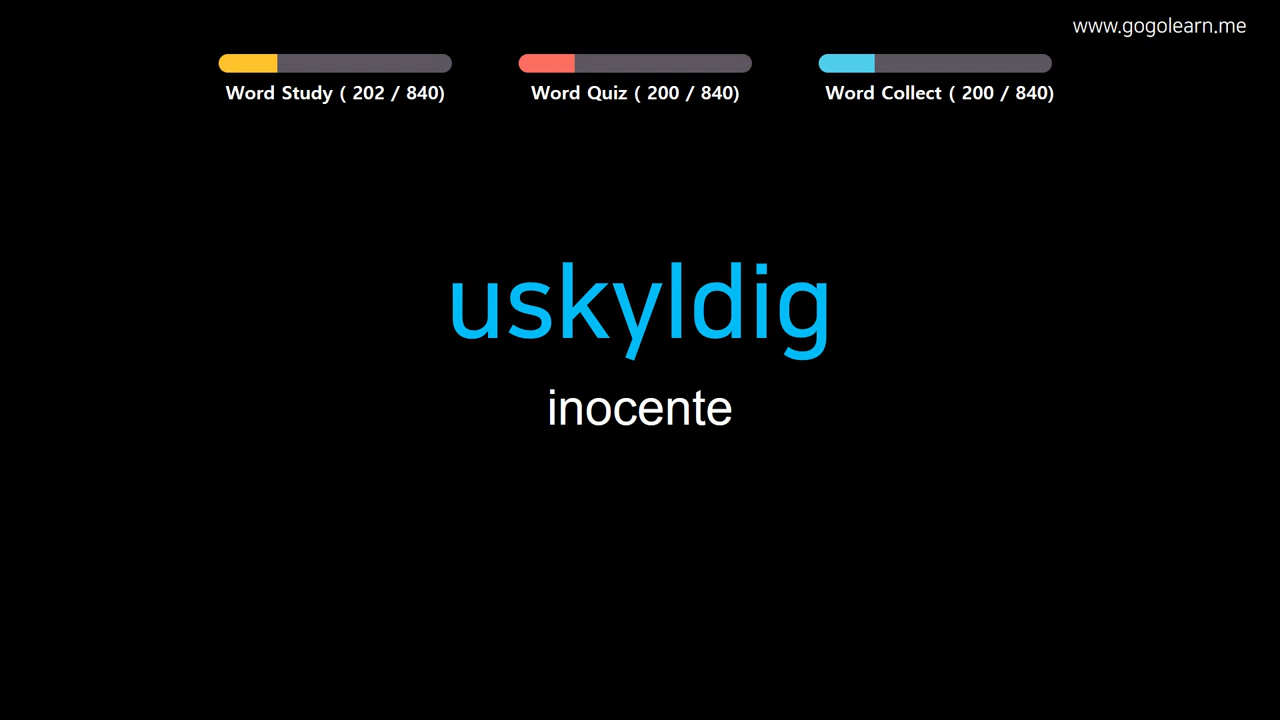 www.gogolearn.me
Word Study ( 202 / 840)
Word Quiz ( 200 / 840)
Word Collect ( 200 / 840)
uskyldig
inocente